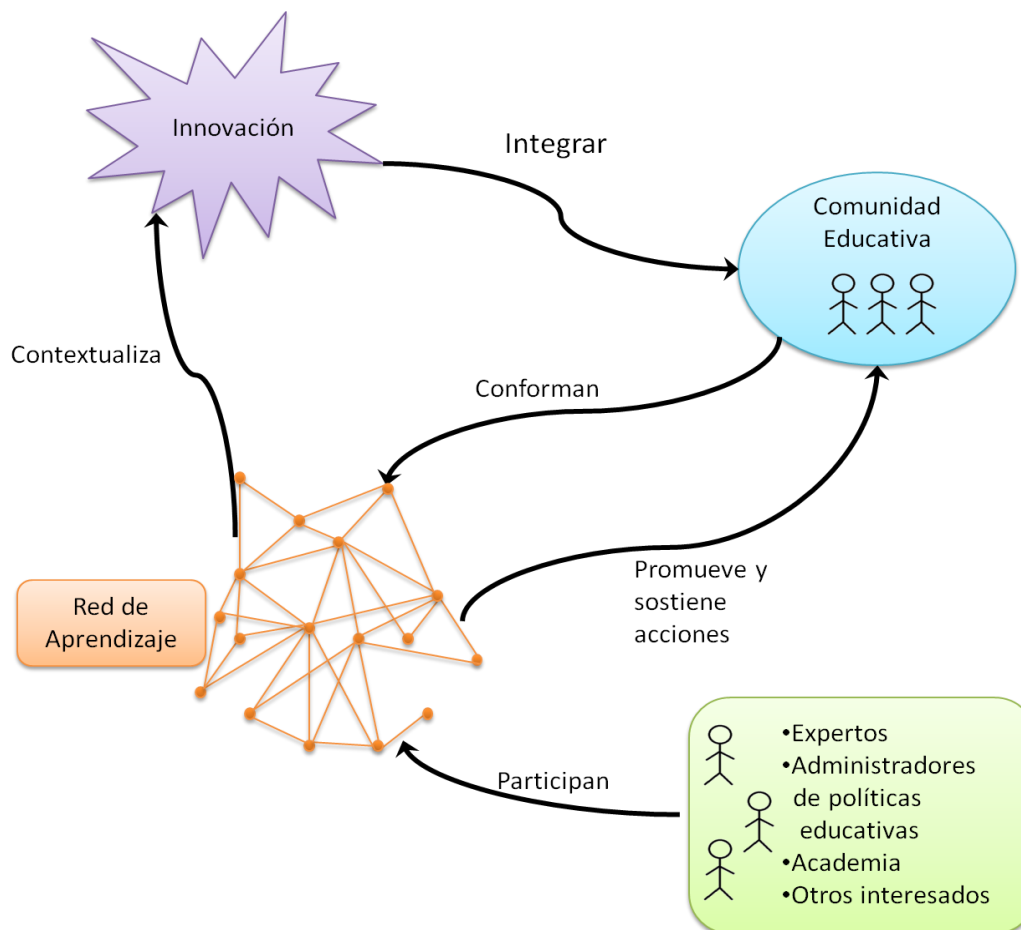 Innovación
Integrar
Comunidad
Educativa
Contextualiza
Conforman
Promueve y
sostiene
acciones
Red de
Aprendizaje
Participan
•Expertos
•Administradores
de políticas
educativas
•Academia
•Otros interesados